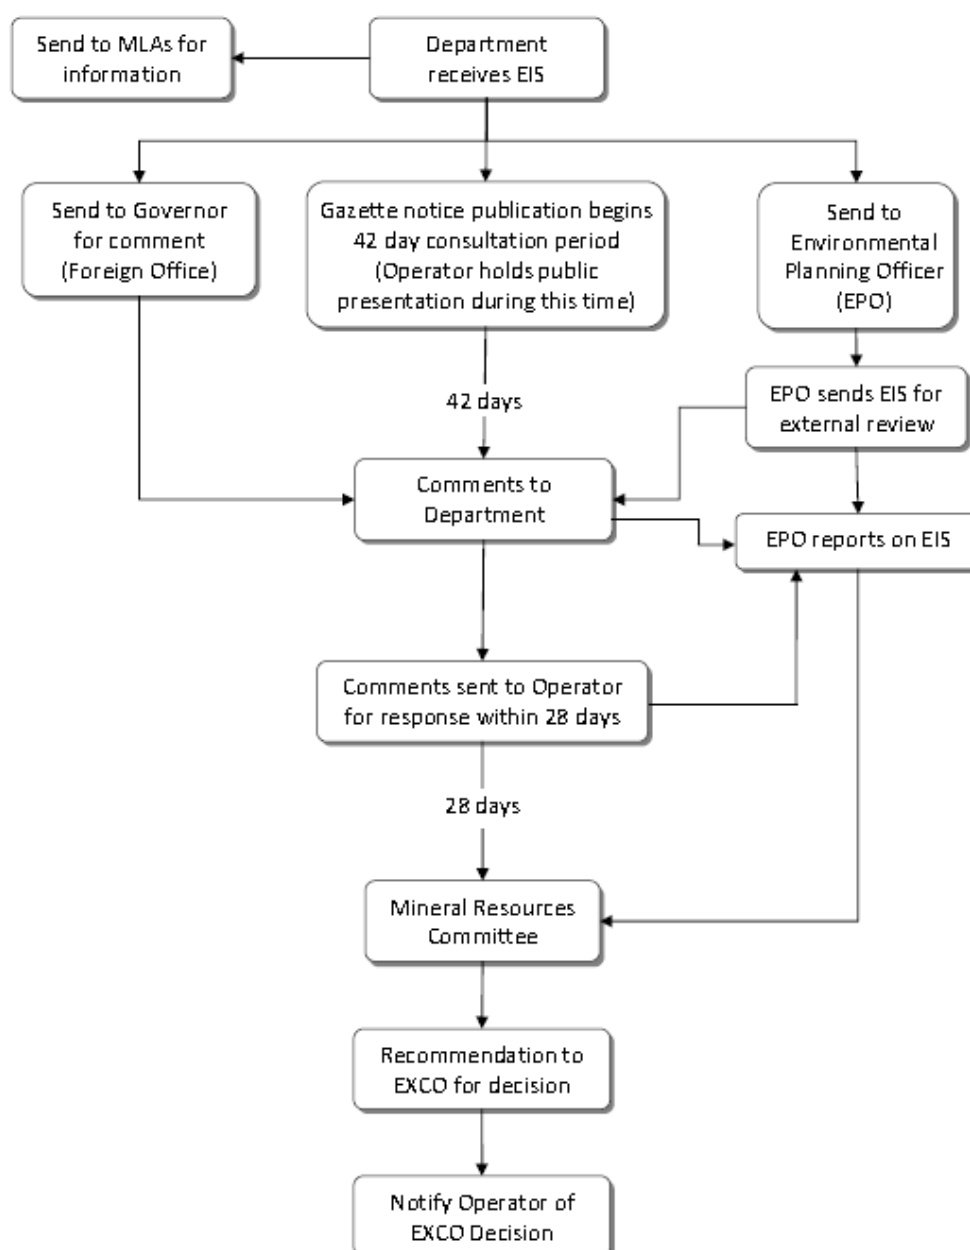 Send to MLAs for
information
Department
receives EIS
Send to Governor
for comment
(Foreign Office)
Gazette notice publication begins
42 day consultation period
(Operator holds public
presentation during this time)
Send to
Environmental
Planning Officer
(EPO)
42 days
EPO sends EIS for
external review
Comments to
Department
EPO reports on EIS
Comments sent to Operator
for response within 28 days
28 days
Mineral Resources
Committee
Recommendation to
EXCO for decision
Notify Operator of
EXCO Decision